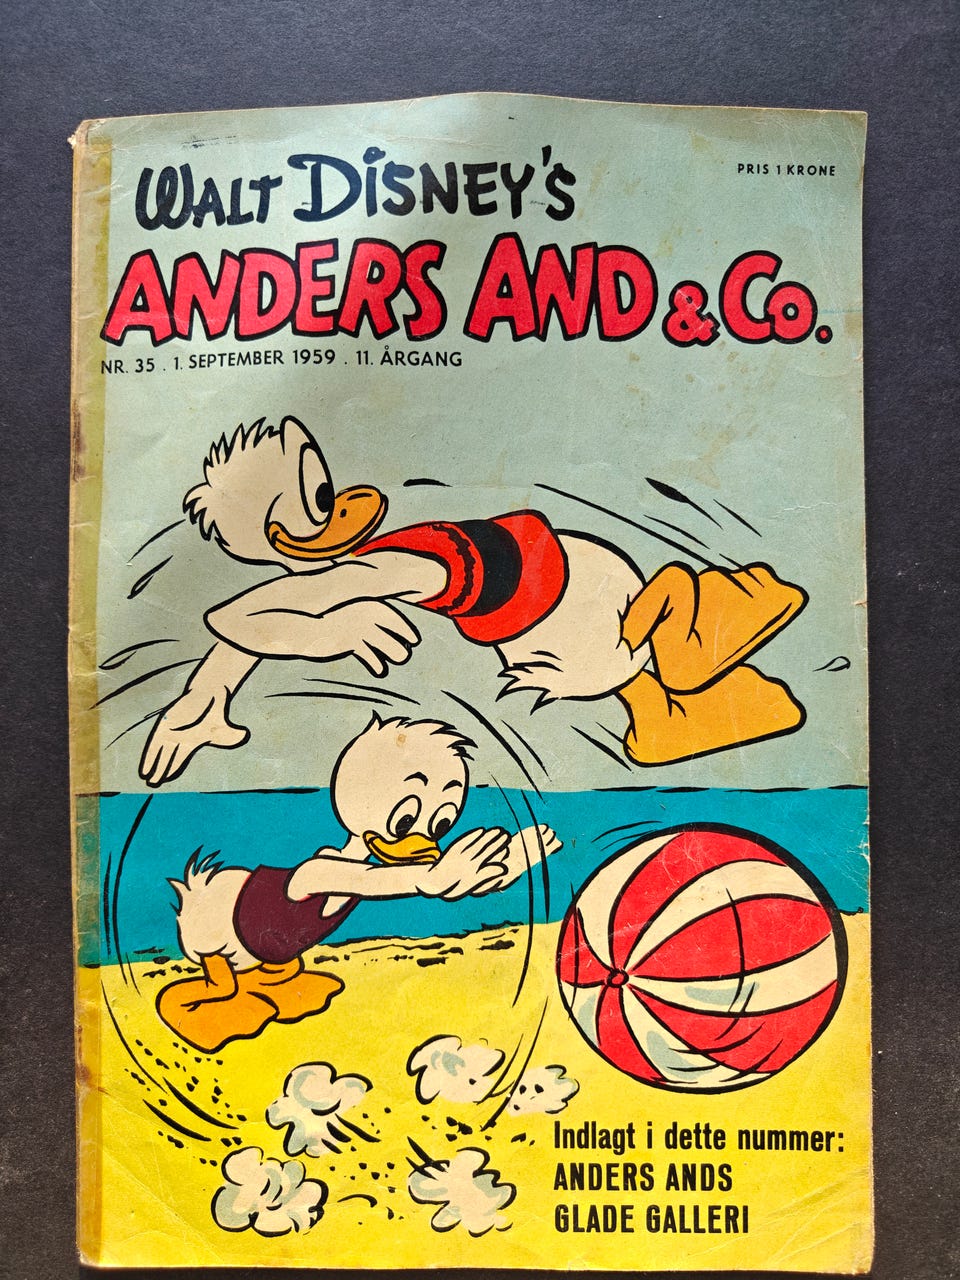 WALT DISNEY'S
PRIS 1 KRONE
ANDERS AND & Co.
NR. 35 . 1. SEPTEMBER 1959 . 11. ÅRGANG
Indlagt i dette nummer:
ANDERS ANDS
GLADE GALLERI